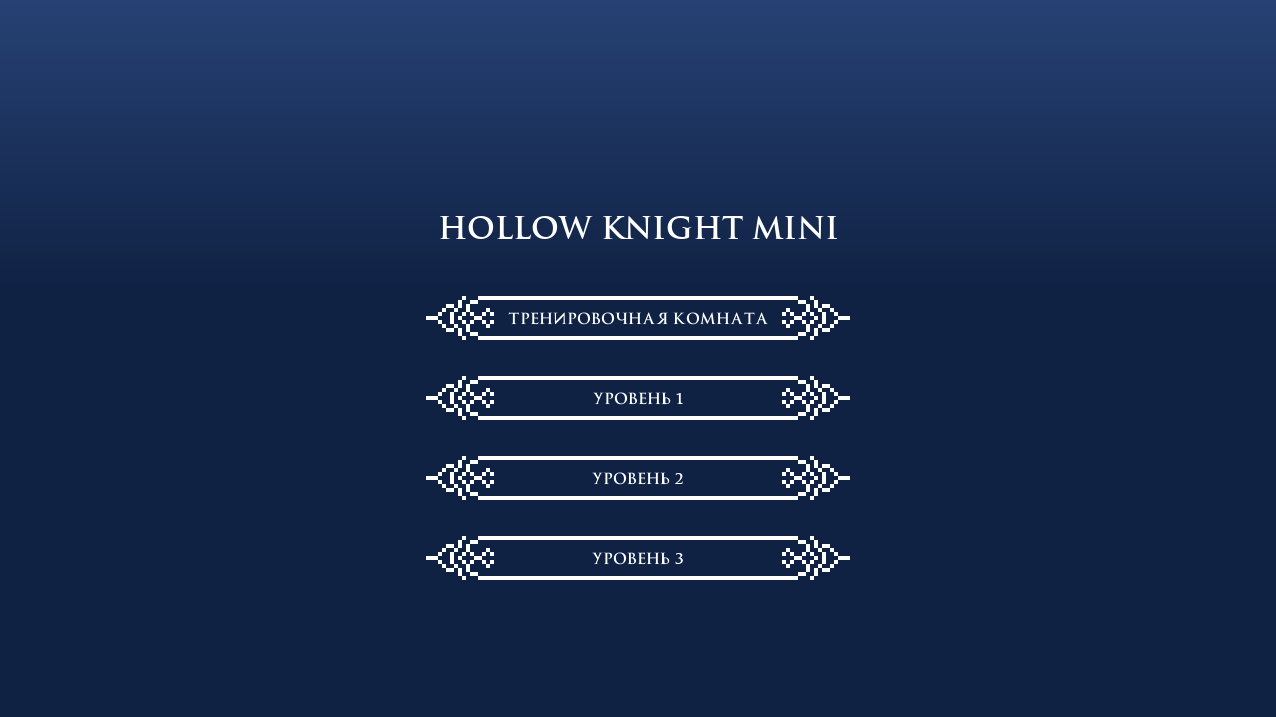 HOLLOW KNIGHT MINI
ТРЕНИРОВОЧНАЯ КОМНАТА
УРОВЕНЬ 1
УРОВЕНЬ 2
УРОВЕНЬ 3